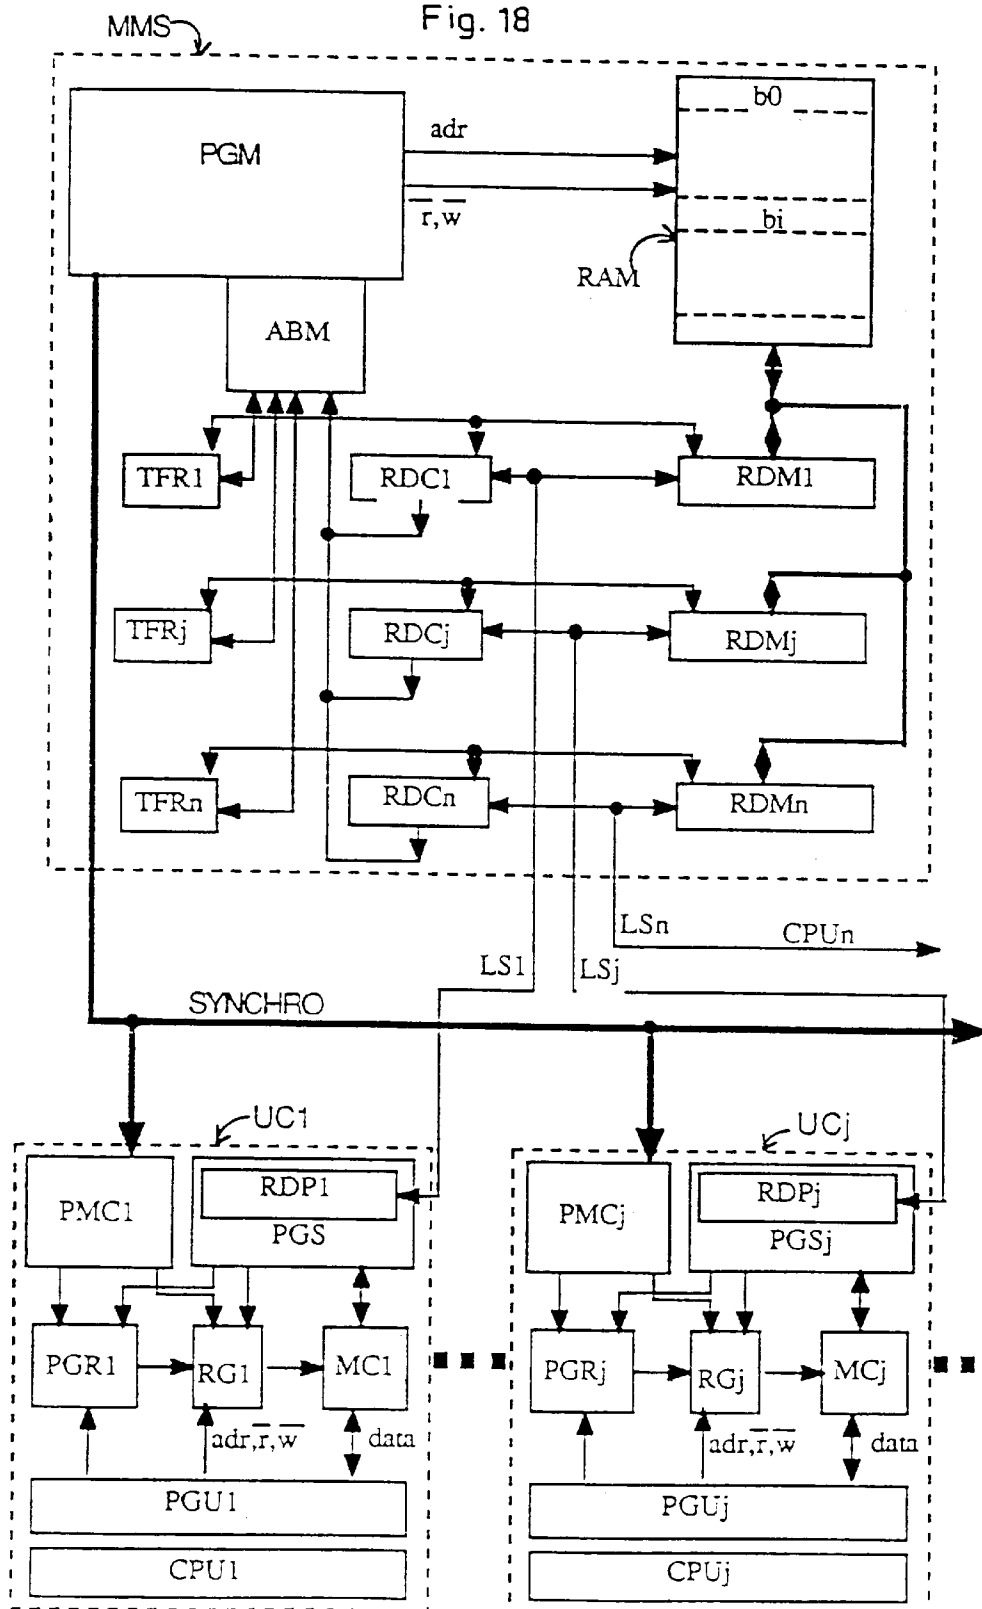 Fig. 18
MMS
PGM
adr
r̅,w̅
b0
bi
RAM
ABM
TFR1
RDC1
RDM1
TFRj
RDCj
RDMj
TFRn
RDCn
RDMn
LSn
CPUn
LS1
LSj
SYNCHRO
UC1
UCj
PMC1
RDP1
PGS
PMCj
RDPj
PGSj
PGR1
RG1
MC1
PGRj
RGj
MCj
adr,r̅,w̅
data
adr,r̅,w̅
data
PGU1
PGUj
CPU1
CPUj